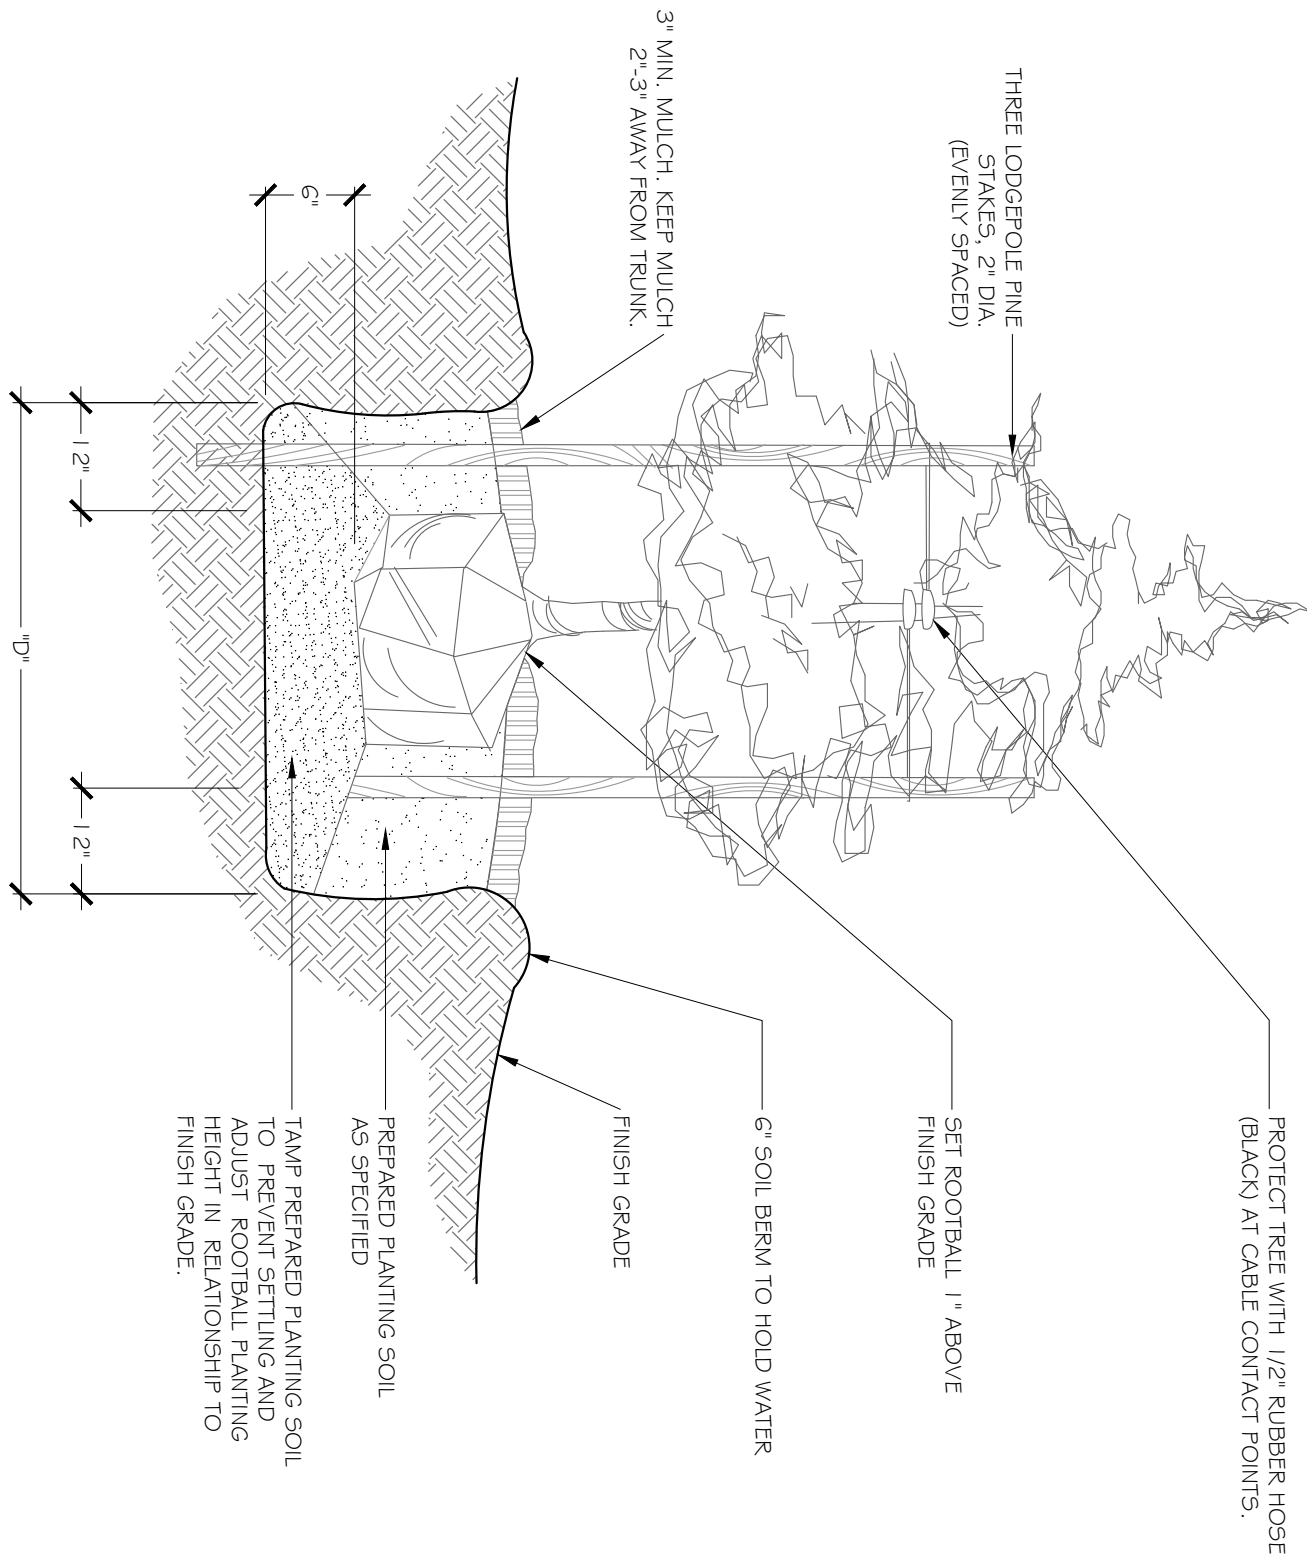 PROTECT TREE WITH 1/2" RUBBER HOSE
(BLACK) AT CABLE CONTACT POINTS.
THREE LODGEPOLE PINE
STAKES, 2" DIA.
(EVENLY SPACED)
SET ROOTBALL 1" ABOVE
FINISH GRADE
6" SOIL BERM TO HOLD WATER
3" MIN. MULCH. KEEP MULCH
2"-3" AWAY FROM TRUNK.
FINISH GRADE
PREPARED PLANTING SOIL
AS SPECIFIED
6"
TAMP PREPARED PLANTING SOIL
TO PREVENT SETTLING AND
ADJUST ROOTBALL PLANTING
HEIGHT IN RELATIONSHIP TO
FINISH GRADE.
12"
12"
"D"